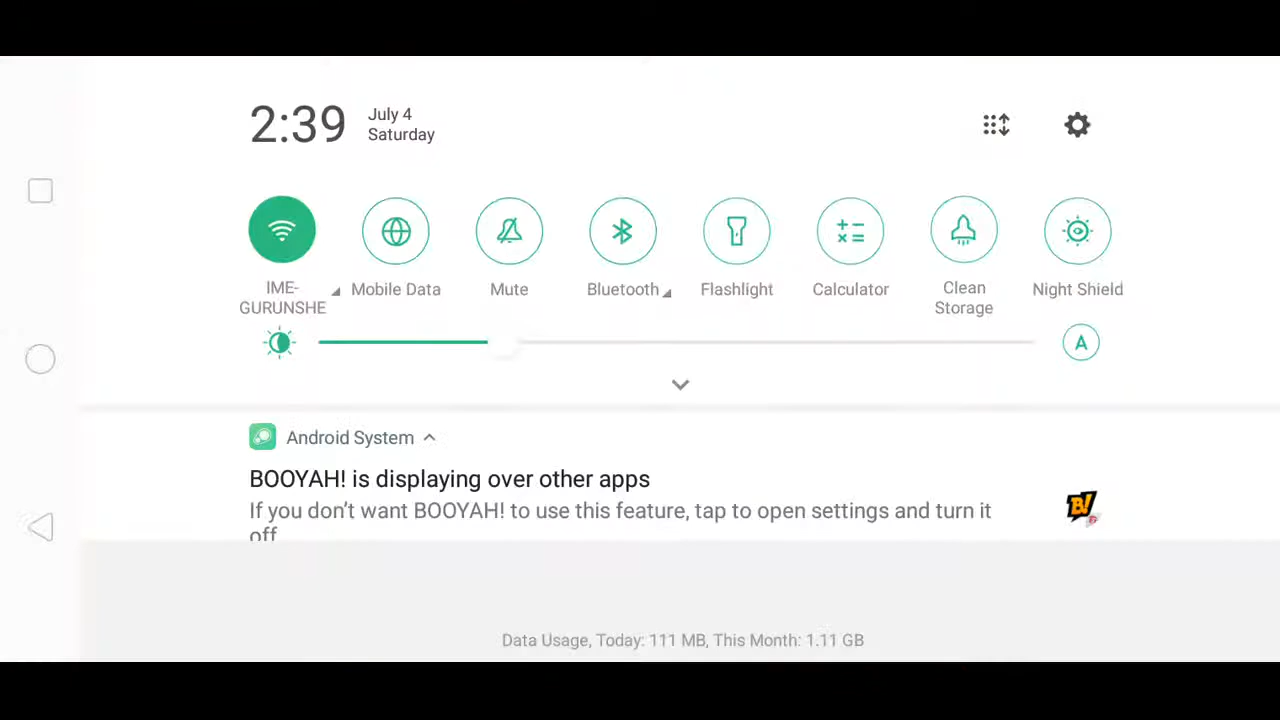 2:39
July 4
Saturday
IME-
GURUNSHE
Mobile Data
Mute
Bluetooth
Flashlight
Calculator
Clean
Storage
Night Shield
A
Android System
BOOYAH! is displaying over other apps
If you don’t want BOOYAH! to use this feature, tap to open settings and turn it
off
B!
Data Usage, Today: 111 MB, This Month: 1.11 GB